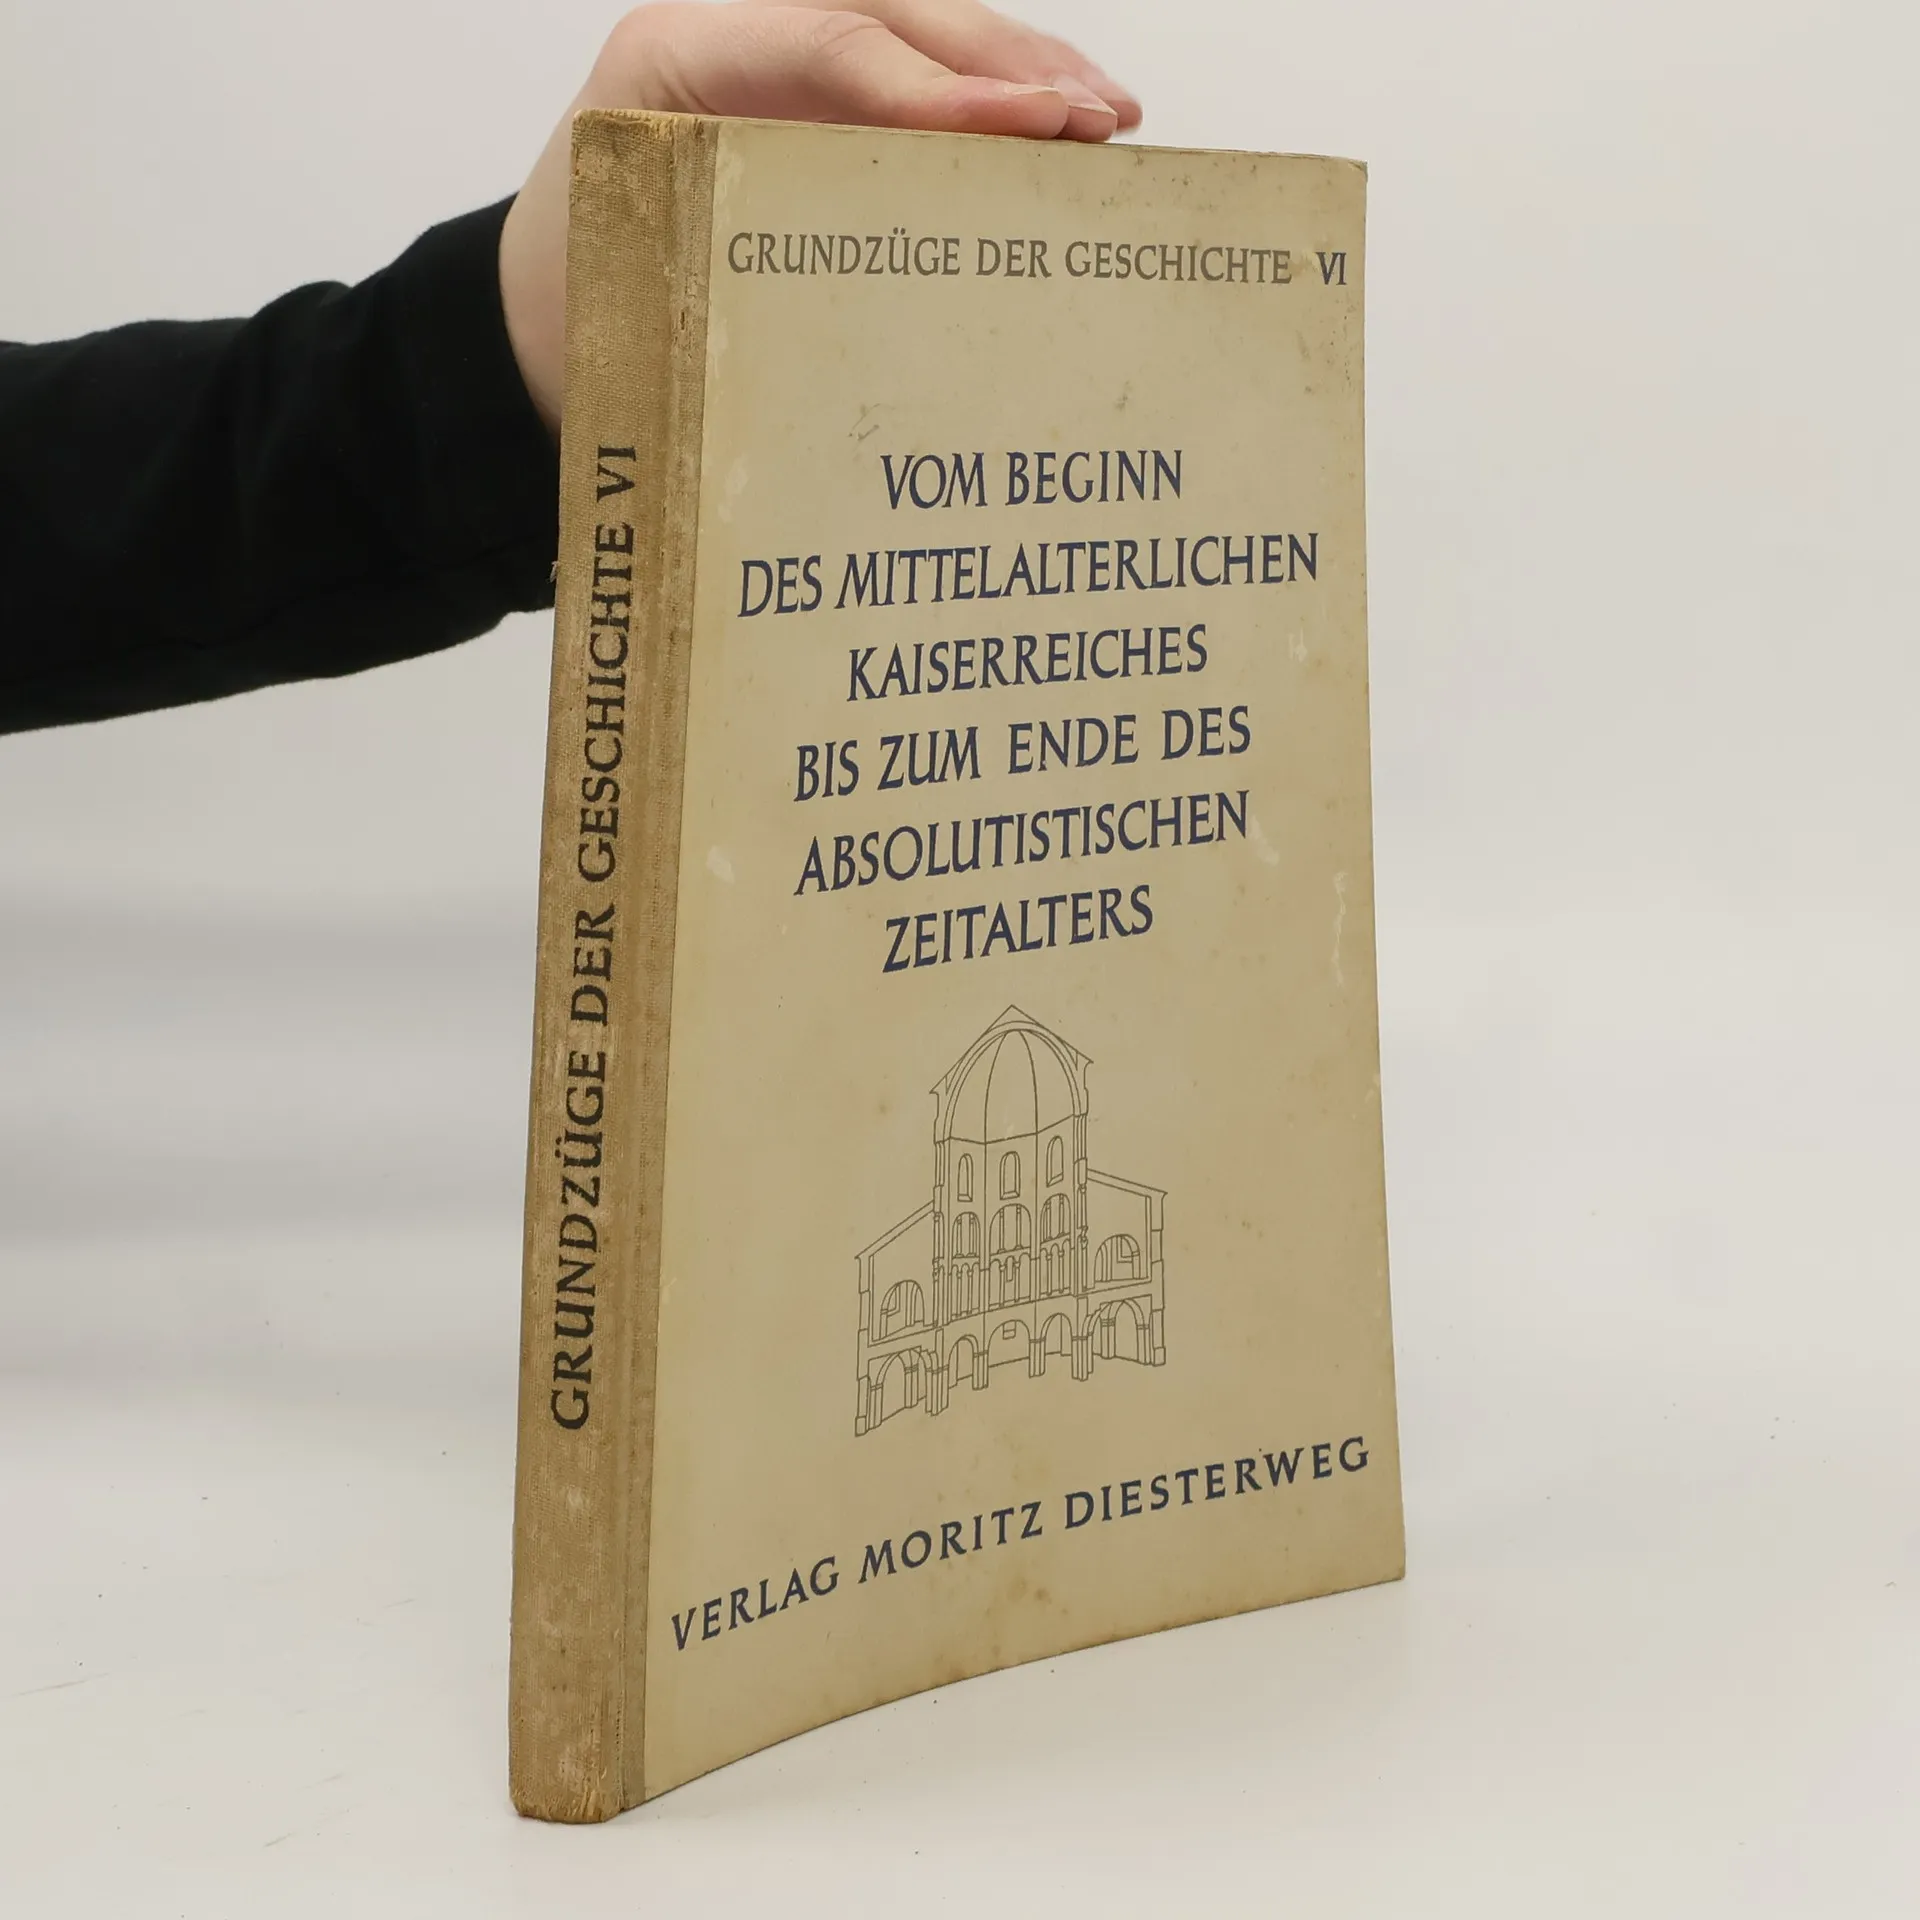 GRUNDZÜGE DER GESCHICHTE VI
VOM BEGINN
DES MITTELALTERLICHEN
KAISERREICHES
BIS ZUM ENDE DES
ABSOLUTISTISCHEN
ZEITALTERS
VERLAG MORITZ DIESTERWEG
GRUNDZÜGE DER GESCHICHTE VI